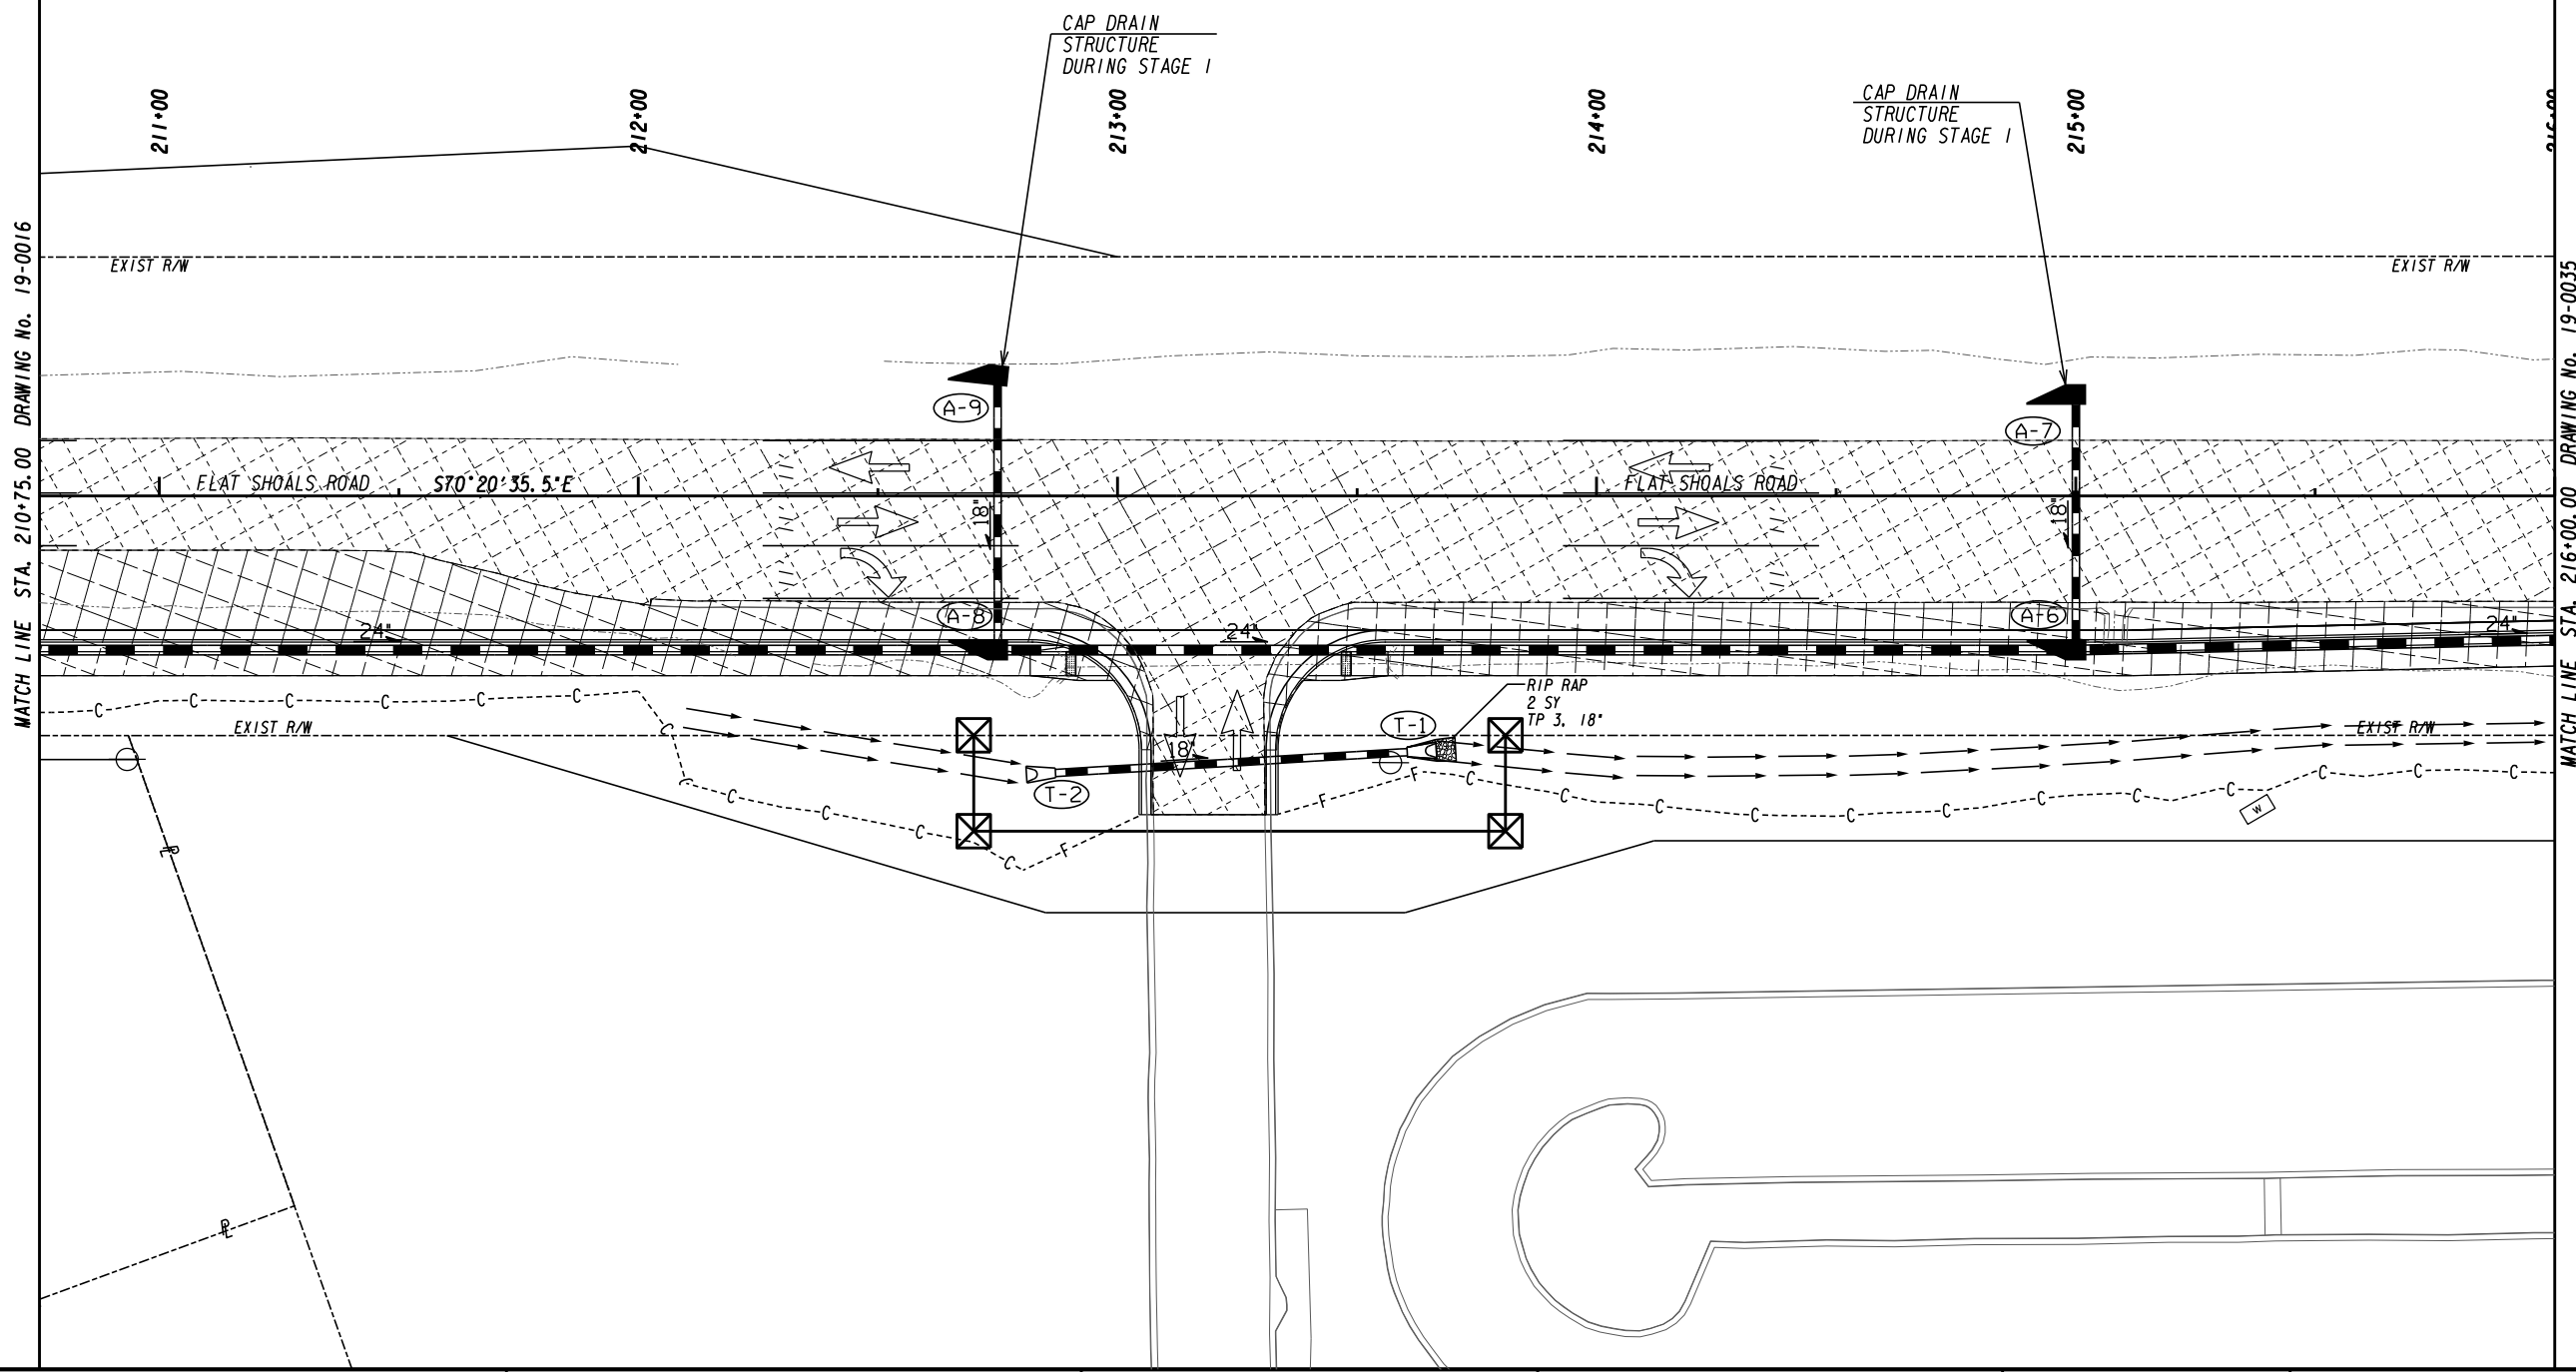 CAP DRAIN
STRUCTURE
DURING STAGE I
CAP DRAIN
STRUCTURE
DURING STAGE I
211+00
212+00
213+00
214+00
215+00
MATCH LINE STA. 210+75.00 DRAWING No. 19-0016
MATCH LINE STA. 216+00.00 DRAWING No. 19-0035
EXIST R/W
EXIST R/W
A-9
A-7
FLAT SHOALS ROAD
S70°20'35.5"E
FLAT SHOALS ROAD
18"
18"
A-8
A-6
24"
24"
24"
RIP RAP
2 SY
TP 3, 18"
T-1
EXIST R/W
EXIST R/W
18"
T-2
C
C
C
C
C
C
C
C
C
C
C
C
F
F
F
C
C
C
C
C
C
C
C
C
C
C
C
W
PL
PL